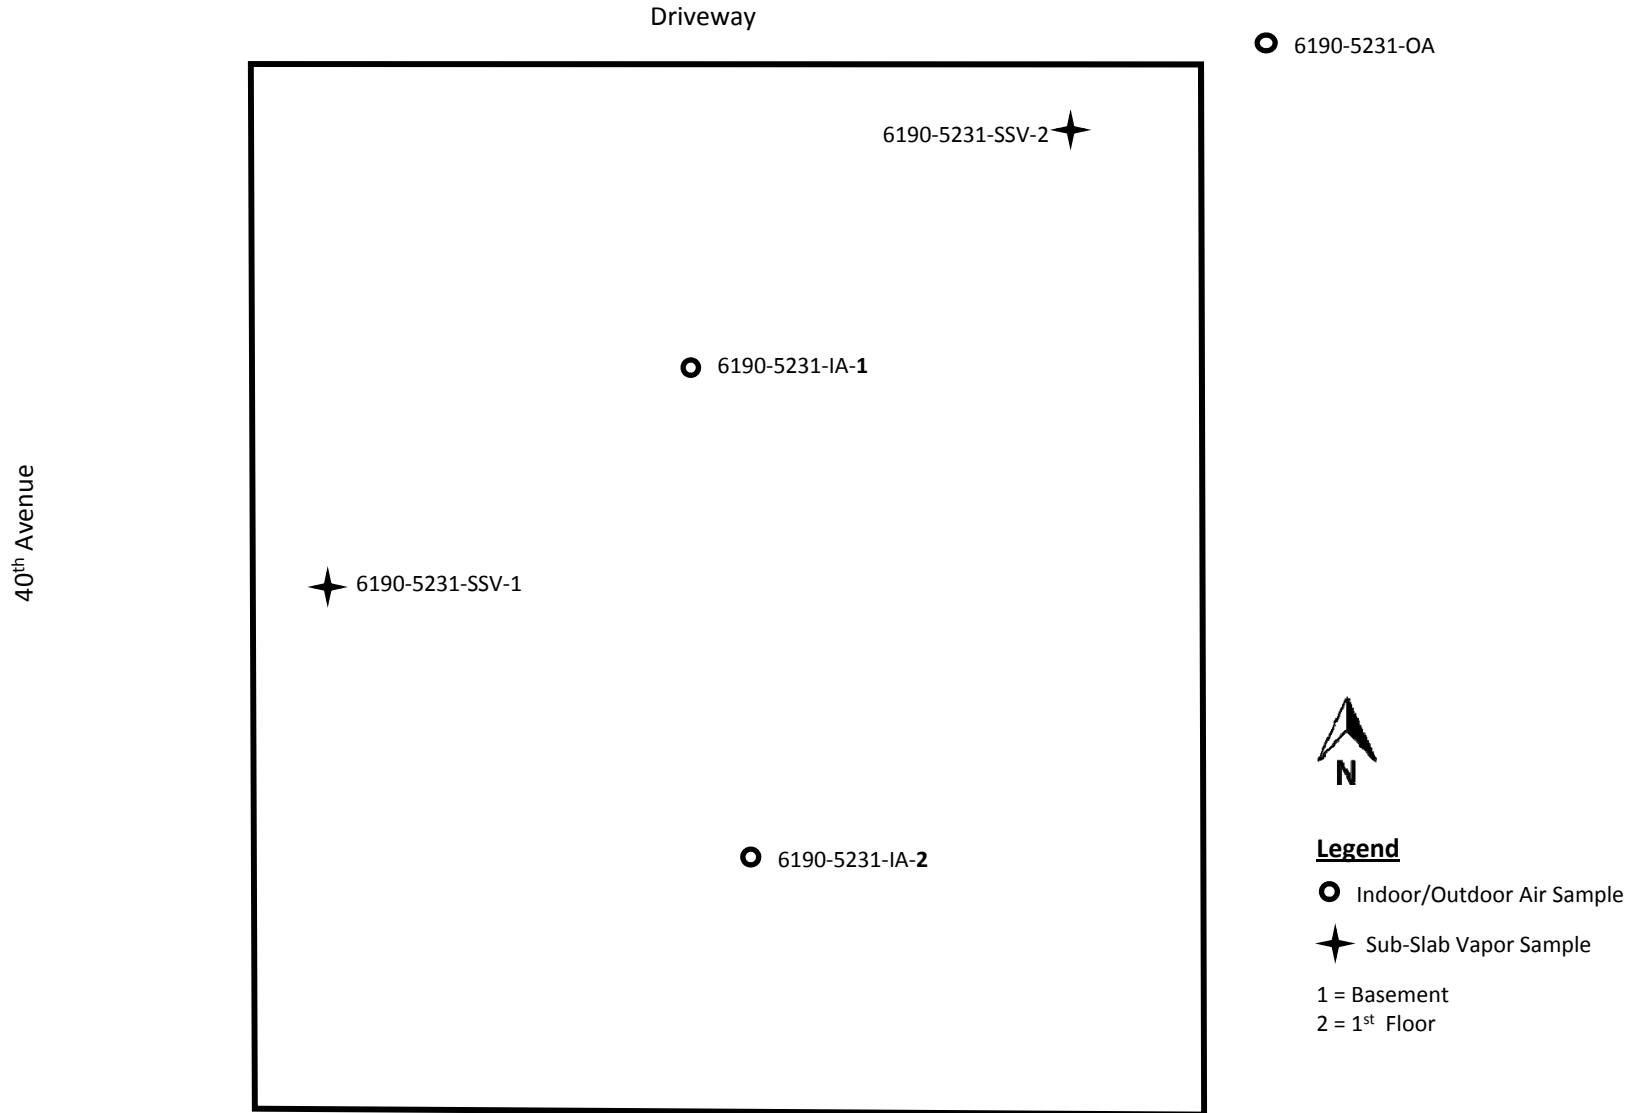 Driveway
6190-5231-OA
6190-5231-SSV-2
6190-5231-IA-1
40th Avenue
6190-5231-SSV-1
N
6190-5231-IA-2
Legend
Indoor/Outdoor Air Sample
Sub-Slab Vapor Sample
1 = Basement
2 = 1st Floor